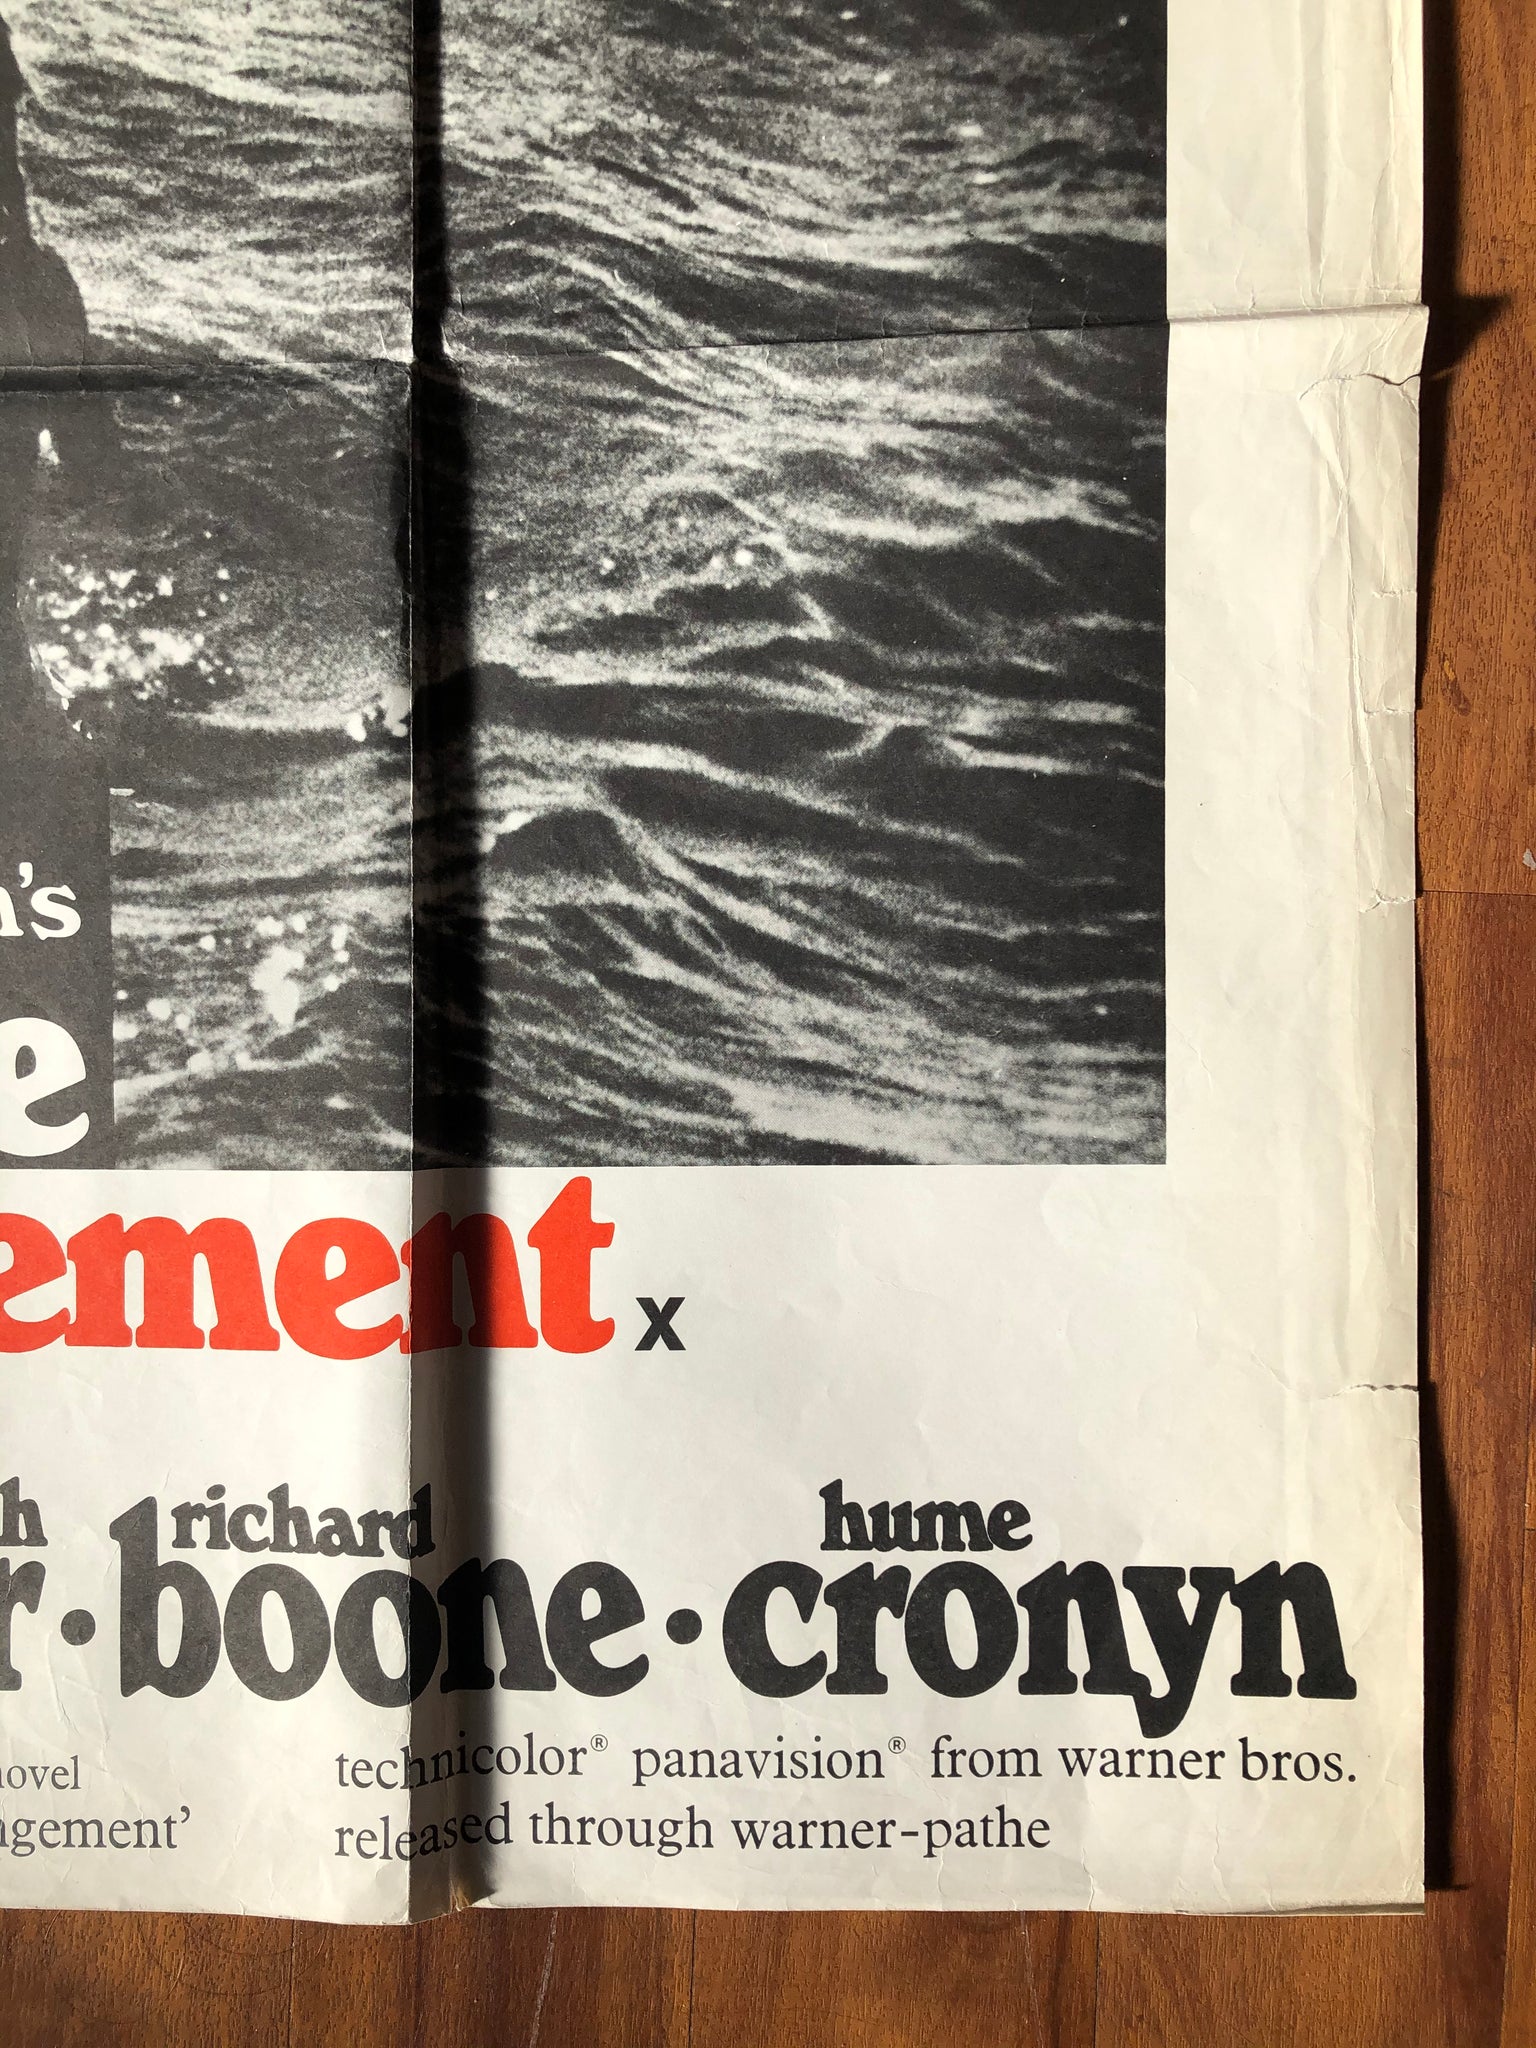 n's
e
ement x
h richard hume
r · boone · cronyn
novel technicolor® panavision® from warner bros.
ngement' released through warner-pathe